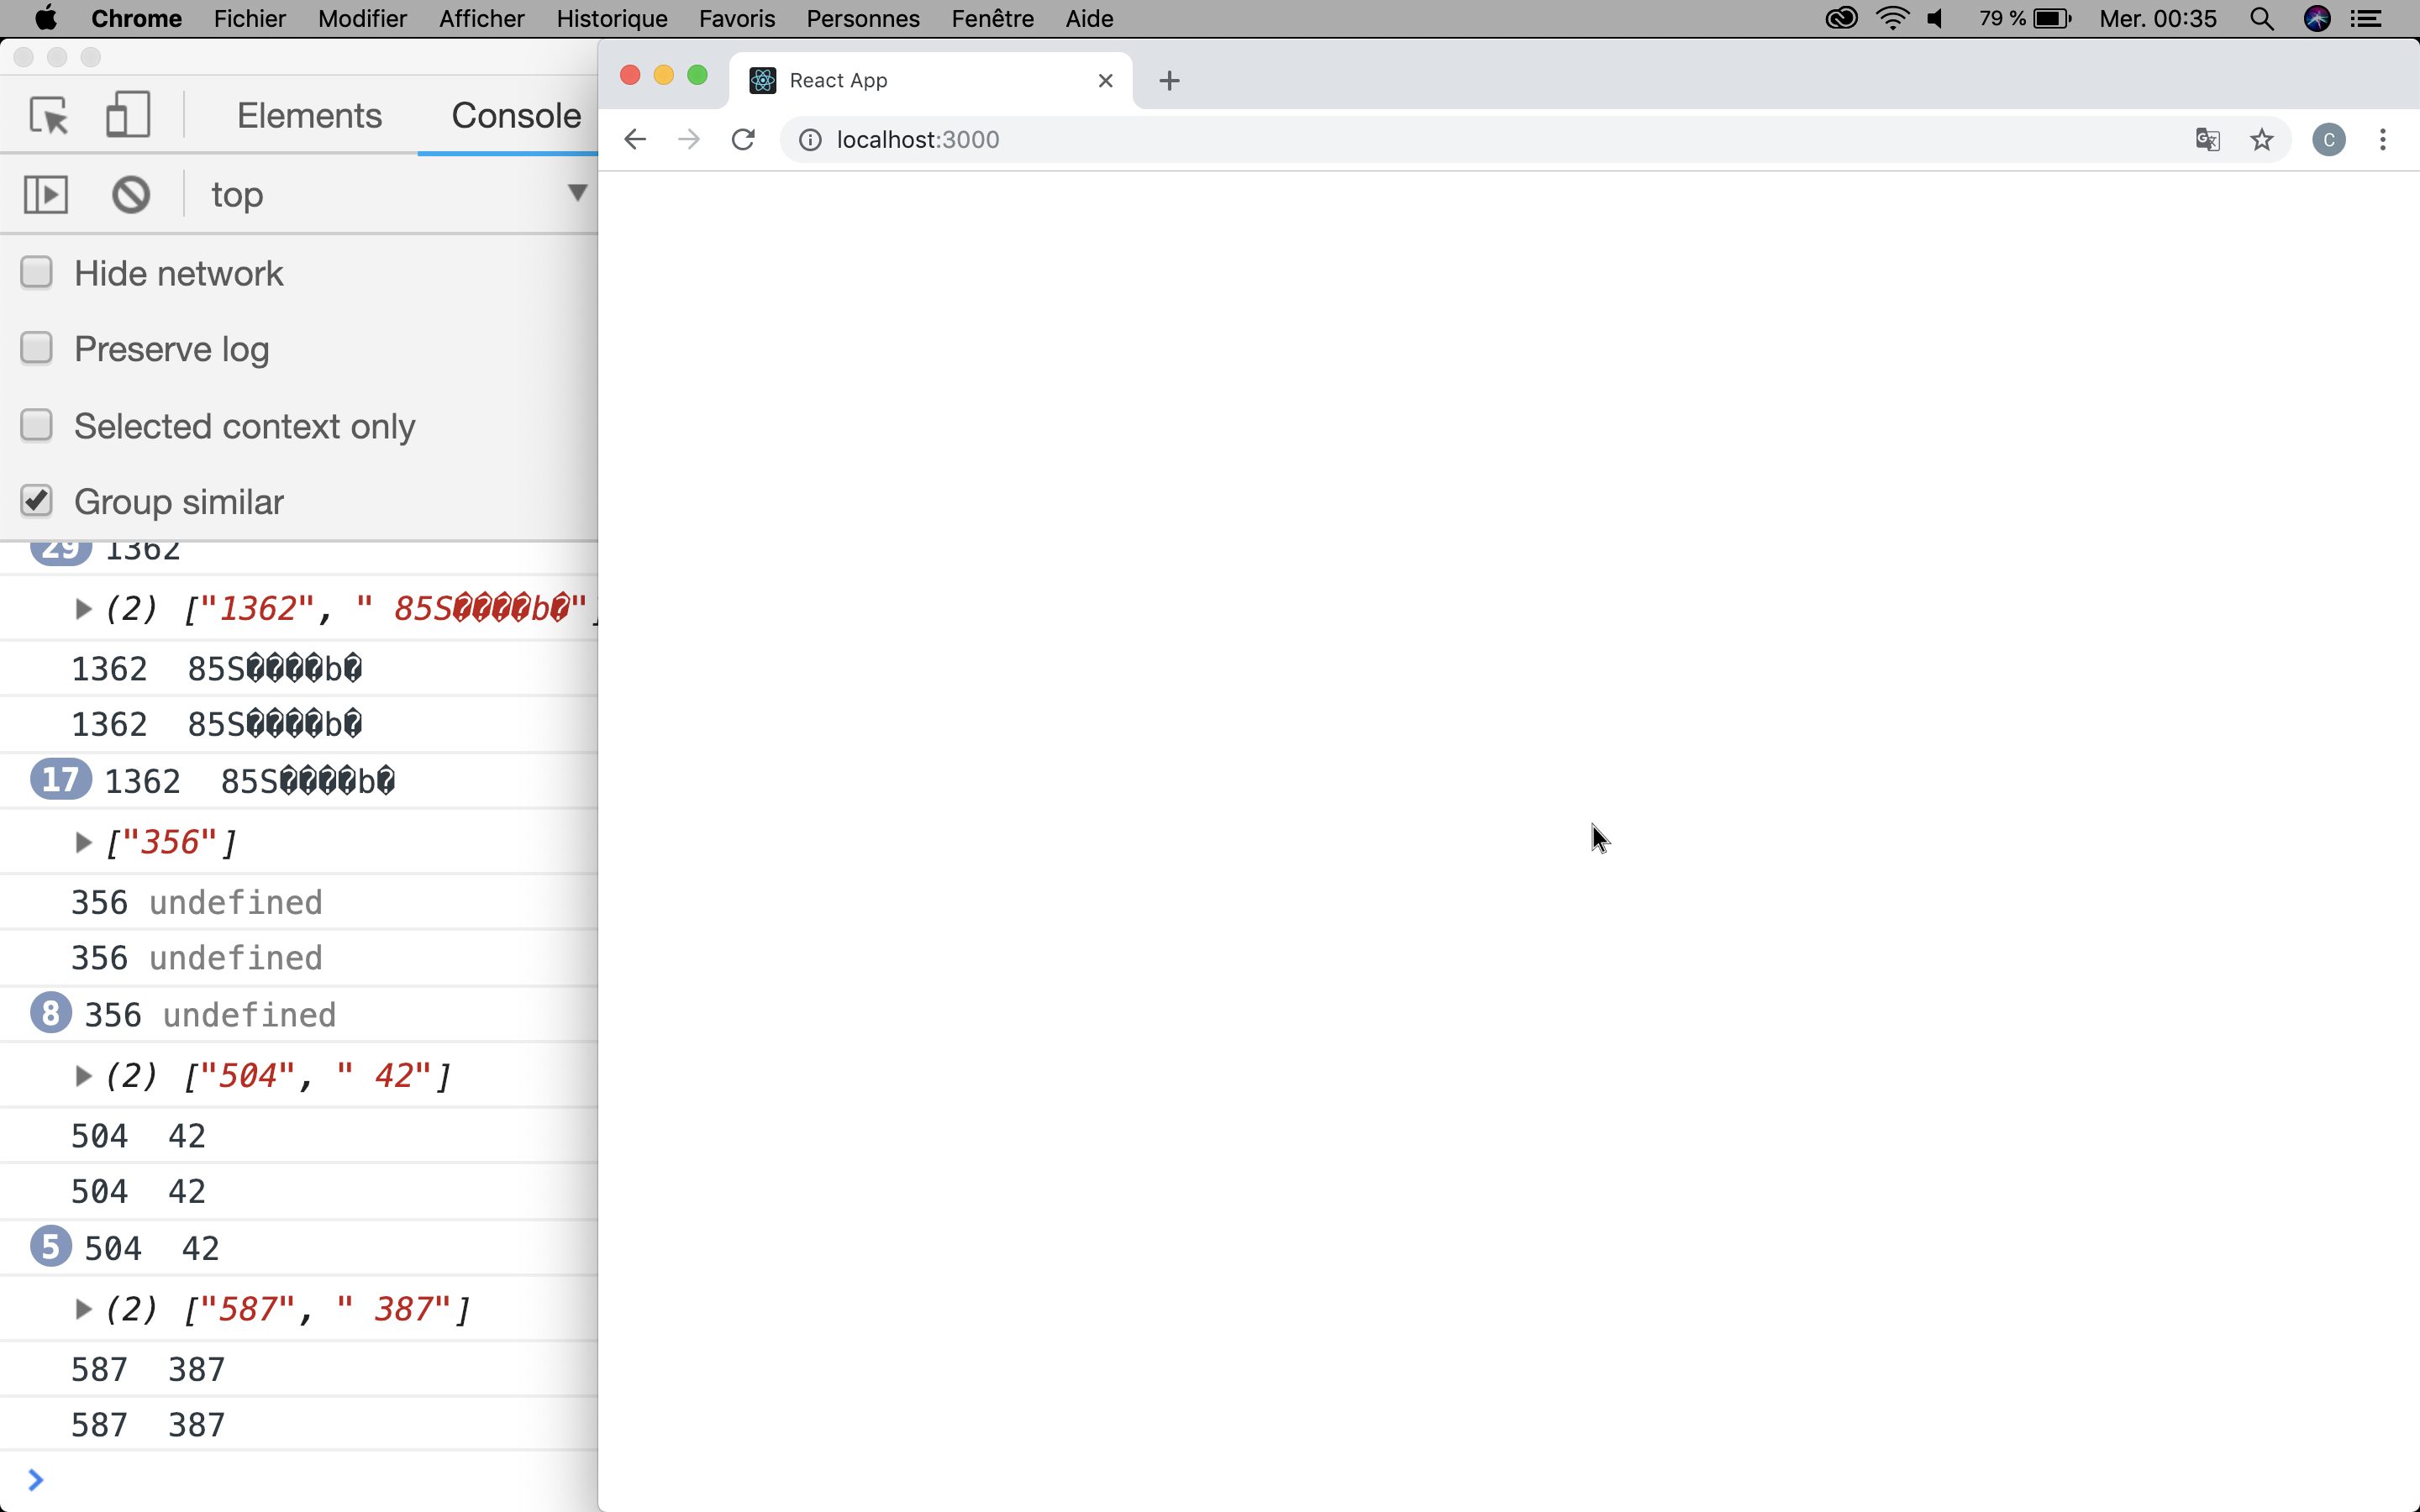 Chrome Fichier Modifier Afficher Historique Favoris Personnes Fenêtre Aide 79 % Mer. 00:35
Elements Console
top
Hide network
Preserve log
Selected context only
Group similar
29 1362
(2) ["1362", " 85S����b�"]
1362 85S����b�
1362 85S����b�
17 1362 85S����b�
["356"]
356 undefined
356 undefined
8 356 undefined
(2) ["504", " 42"]
504 42
504 42
5 504 42
(2) ["587", " 387"]
587 387
587 387
React App
localhost:3000
C